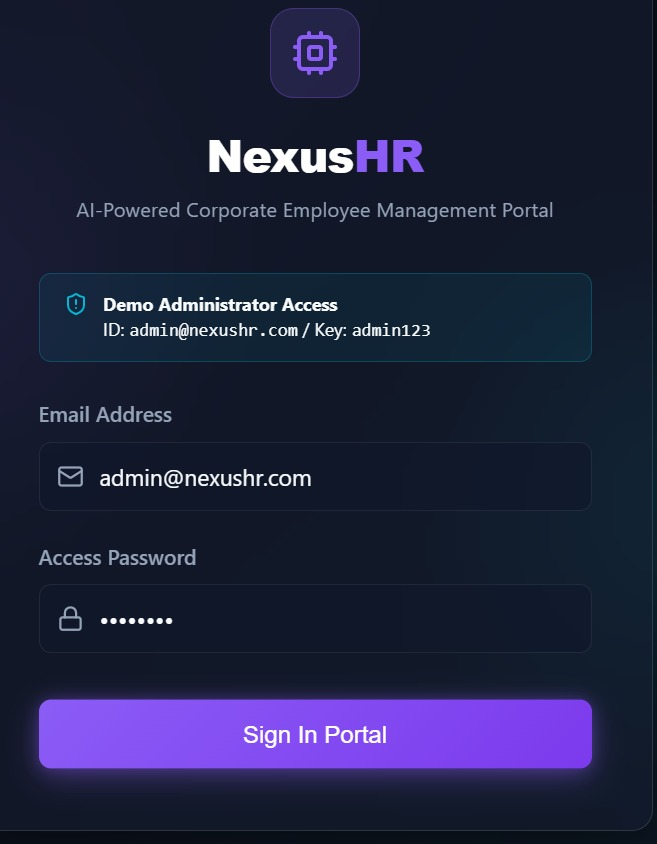 NexusHR
AI-Powered Corporate Employee Management Portal
Demo Administrator Access
ID: admin@nexushr.com / Key: admin123
Email Address
admin@nexushr.com
Access Password
••••••••
Sign In Portal